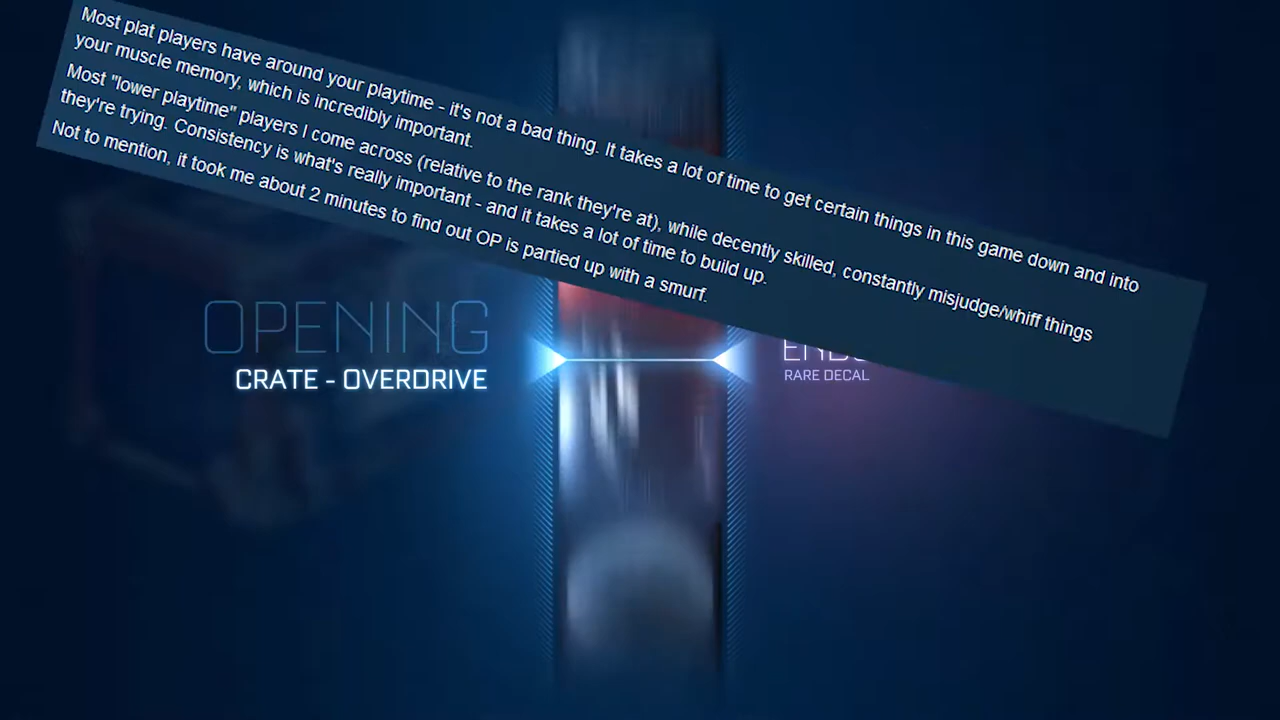 Most plat players have around your playtime - it's not a bad thing. It takes a lot of time to get certain things in this game down and into
your muscle memory, which is incredibly important.
Most "lower playtime" players I come across (relative to the rank they're at), while decently skilled, constantly misjudge/whiff things
they're trying. Consistency is what's really important - and it takes a lot of time to build up.
Not to mention, it took me about 2 minutes to find out OP is partied up with a smurf.
OPENING
CRATE - OVERDRIVE
RARE DECAL